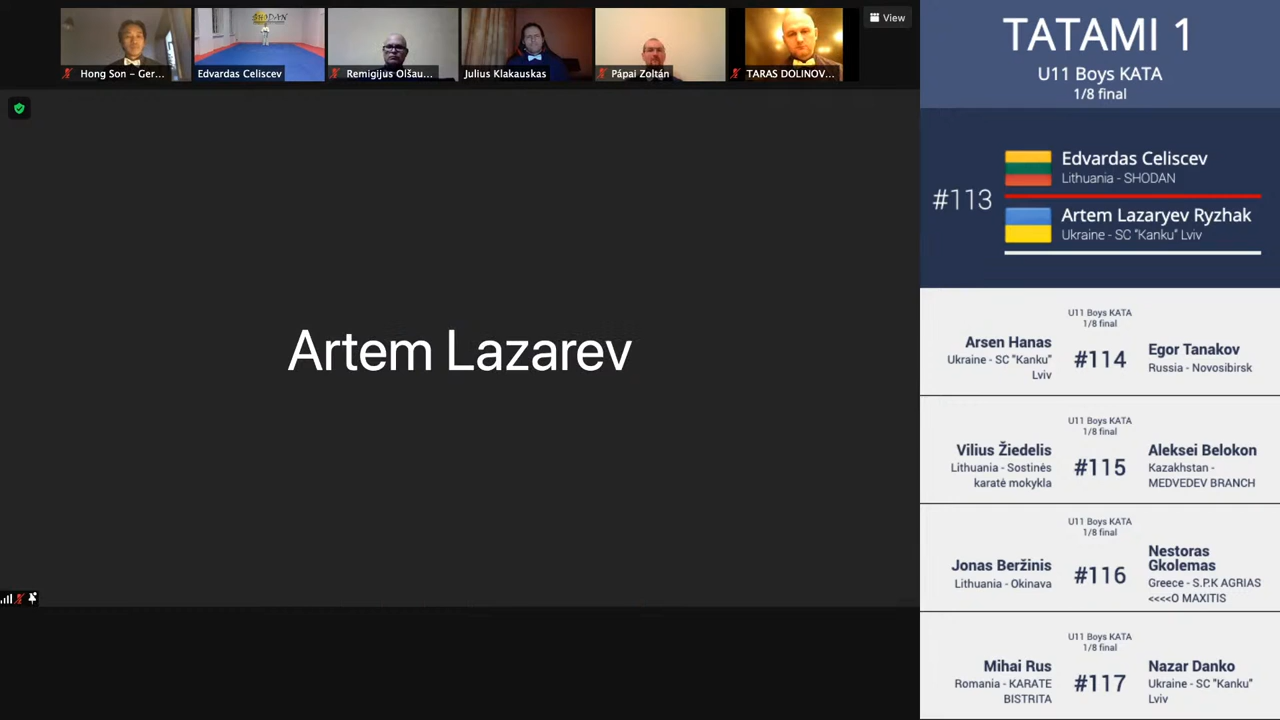 Hong Son - Ger...
Edvardas Celiscev
Remigijus Olšau...
Julius Klakauskas
Pápai Zoltán
TARAS DOLINOV...
View
Artem Lazarev
TATAMI 1
U11 Boys KATA
1/8 final
#113
Edvardas Celiscev
Lithuania - SHODAN
Artem Lazaryev Ryzhak
Ukraine - SC "Kanku" Lviv
U11 Boys KATA
1/8 final
Arsen Hanas
Ukraine - SC "Kanku"
Lviv
#114
Egor Tanakov
Russia - Novosibirsk
U11 Boys KATA
1/8 final
Vilius Žiedelis
Lithuania - Sostinės
karatė mokykla
#115
Aleksei Belokon
Kazakhstan -
MEDVEDEV BRANCH
U11 Boys KATA
1/8 final
Jonas Beržinis
Lithuania - Okinava
#116
Nestoras
Gkolemas
Greece - S.P.K AGRIAS
<<<<O MAXITIS
U11 Boys KATA
1/8 final
Mihai Rus
Romania - KARATE
BISTRITA
#117
Nazar Danko
Ukraine - SC "Kanku"
Lviv